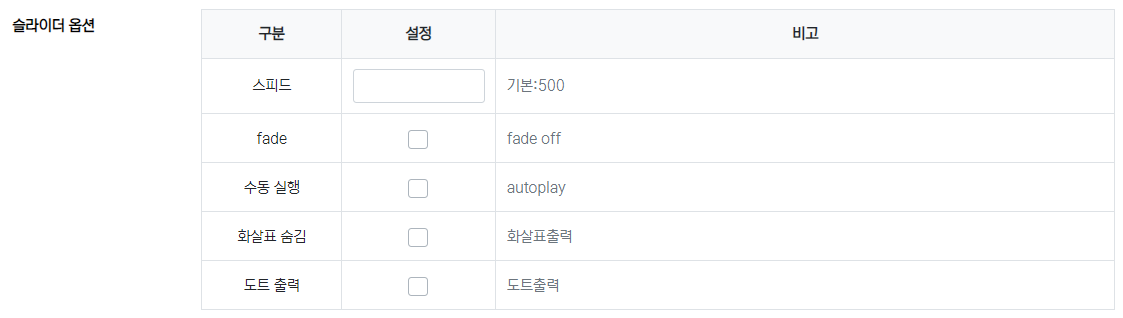 슬라이더 옵션
구분 설정 비고
스피드 기본:500
fade fade off
수동 실행 autoplay
화살표 숨김 화살표출력
도트 출력 도트출력